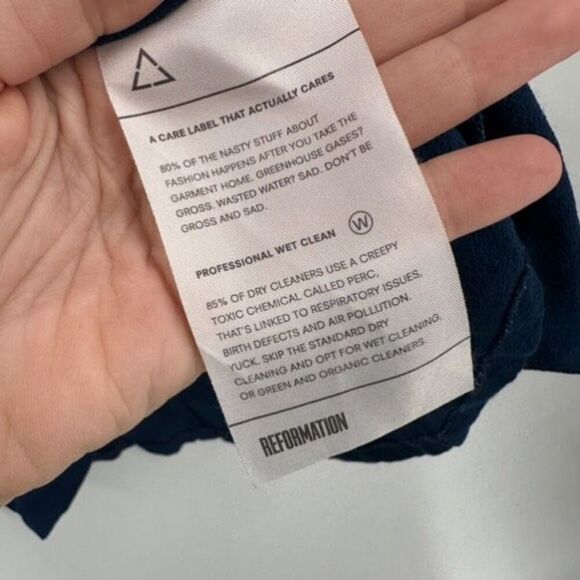 A CARE LABEL THAT ACTUALLY CARES
80% OF THE NASTY STUFF ABOUT
FASHION HAPPENS AFTER YOU TAKE THE
GARMENT HOME. GREENHOUSE GASES?
GROSS. WASTED WATER? SAD. DON'T BE
GROSS AND SAD.
PROFESSIONAL WET CLEAN W
85% OF DRY CLEANERS USE A CREEPY
TOXIC CHEMICAL CALLED PERC,
THAT'S LINKED TO RESPIRATORY ISSUES,
BIRTH DEFECTS AND AIR POLLUTION.
YUCK. SKIP THE STANDARD DRY
CLEANING AND OPT FOR WET CLEANING,
OR GREEN AND ORGANIC CLEANERS.
REFORMATION